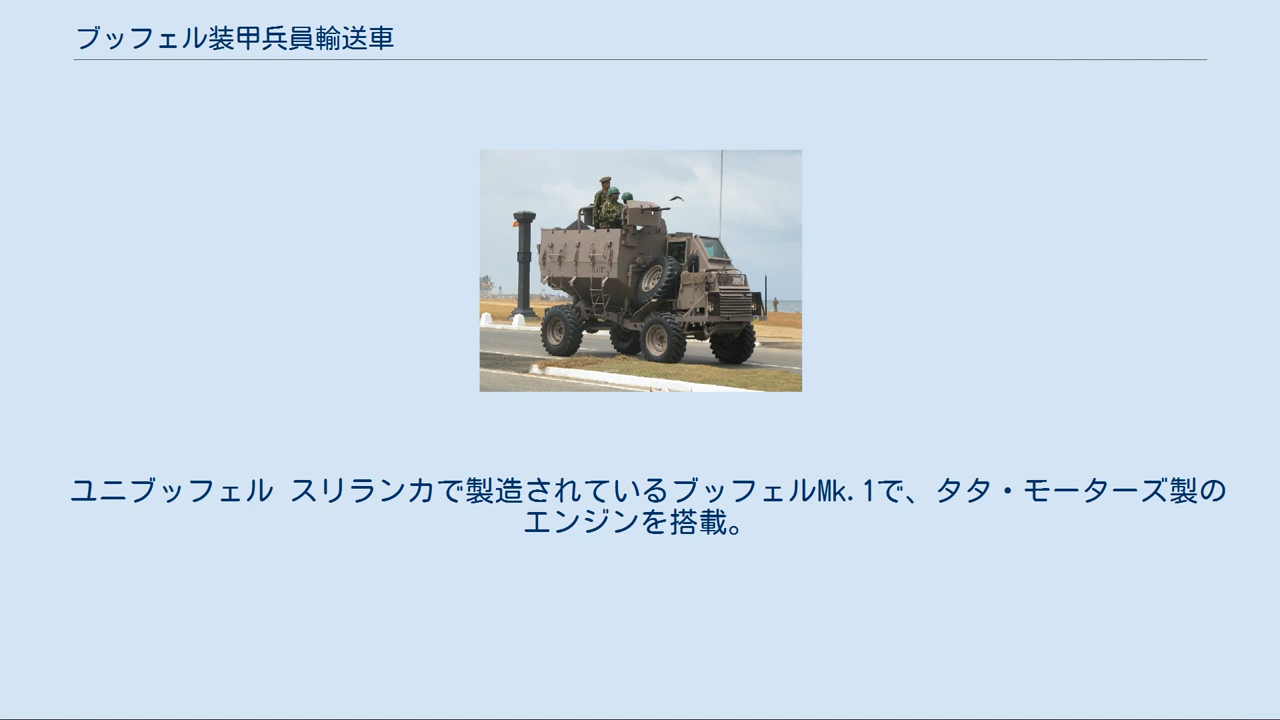 ブッフェル装甲兵員輸送車
ユニブッフェル スリランカで製造されているブッフェルMk.1で、タタ・モーターズ製の
エンジンを搭載。